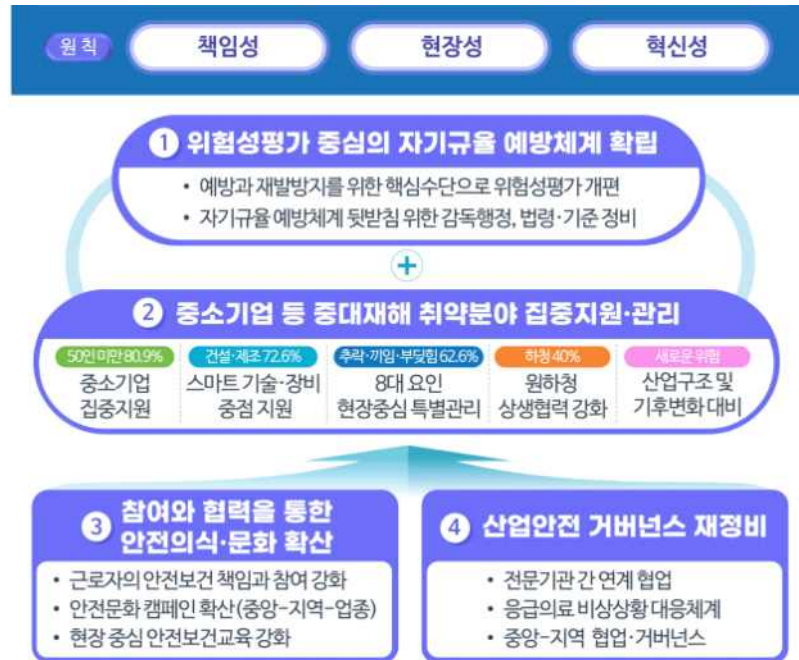 원칙 책임성 현장성 혁신성
1 위험성평가 중심의 자기규율 예방체계 확립
• 예방과 재발방지를 위한 핵심수단으로 위험성평가 개편
• 자기규율 예방체계 뒷받침 위한 감독행정, 법령·기준 정비
+
2 중소기업 등 중대재해 취약분야 집중지원·관리
50인 미만 80.9%
중소기업
집중지원
건설·제조 72.6%
스마트 기술·장비
중점 지원
추락·끼임·부딪힘 62.6%
8대 요인
현장중심 특별관리
하청 40%
원하청
상생협력 강화
새로운 위험
산업구조 및
기후변화 대비
3 참여와 협력을 통한
안전의식·문화 확산
• 근로자의 안전보건 책임과 참여 강화
• 안전문화 캠페인 확산(중앙-지역-업종)
• 현장 중심 안전보건교육 강화
4 산업안전 거버넌스 재정비
• 전문기관 간 연계 협업
• 응급의료 비상상황 대응체계
• 중앙-지역 협업·거버넌스